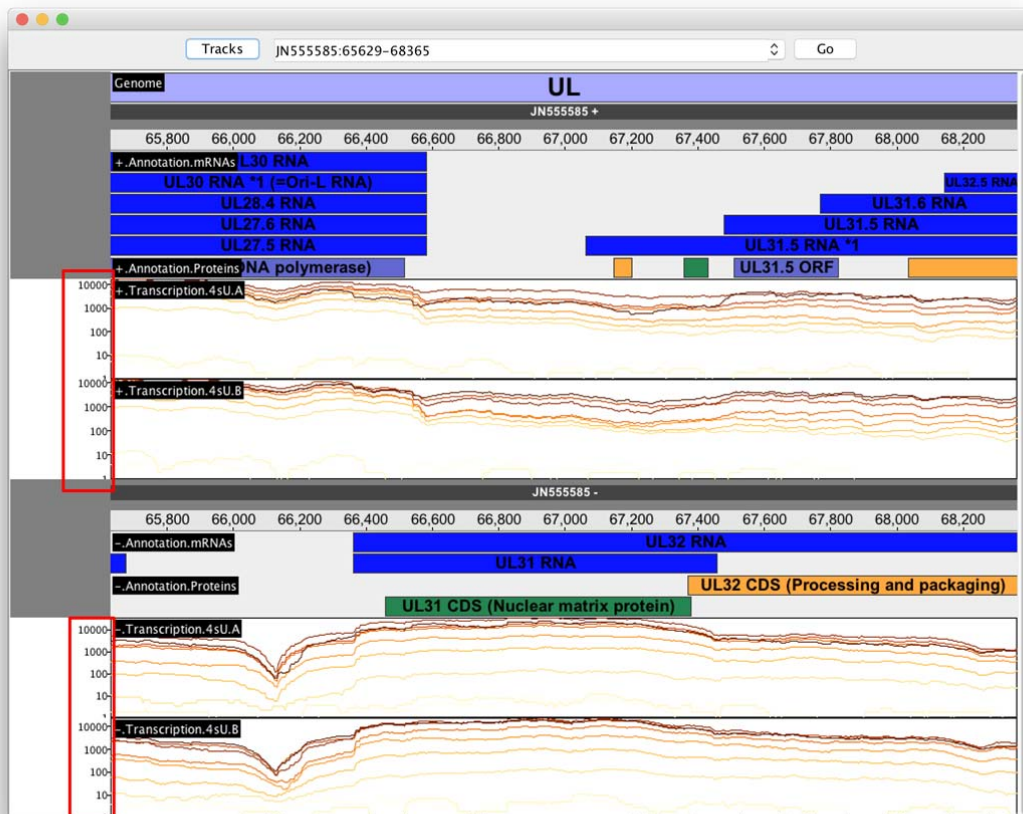 Tracks JN555585:65629-68365 Go
Genome UL
JN555585 +
65,800 66,000 66,200 66,400 66,600 66,800 67,000 67,200 67,400 67,600 67,800 68,000 68,200
+.Annotation.mRNAs L30 RNA
UL30 RNA *1 (=Ori-L RNA) UL32.5 RNA
UL28.4 RNA UL31.6 RNA
UL27.6 RNA UL31.5 RNA
UL27.5 RNA UL31.5 RNA *1
+.Annotation.Proteins DNA polymerase) UL31.5 ORF
10000
+.Transcription.4sU.A
1000
100
10
1
10000
+.Transcription.4sU.B
1000
100
10
1
JN555585 -
65,800 66,000 66,200 66,400 66,600 66,800 67,000 67,200 67,400 67,600 67,800 68,000 68,200
-.Annotation.mRNAs UL32 RNA
UL31 RNA
-.Annotation.Proteins UL32 CDS (Processing and packaging)
UL31 CDS (Nuclear matrix protein)
10000 -.Transcription.4sU.A
1000
100
10
1
10000 -.Transcription.4sU.B
1000
100
10